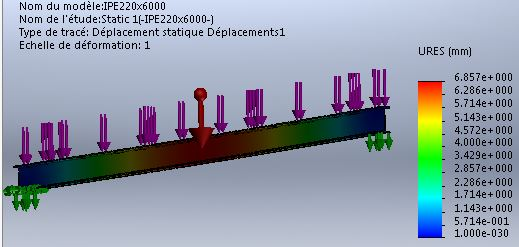 Nom du modèle:IPE220x6000
Nom de l'étude:Static 1(-IPE220x6000-)
Type de tracé: Déplacement statique Déplacements1
Echelle de déformation: 1
URES (mm)
6.857e+000
6.286e+000
5.714e+000
5.143e+000
4.572e+000
4.000e+000
3.429e+000
2.857e+000
2.286e+000
1.714e+000
1.143e+000
5.714e-001
1.000e-030